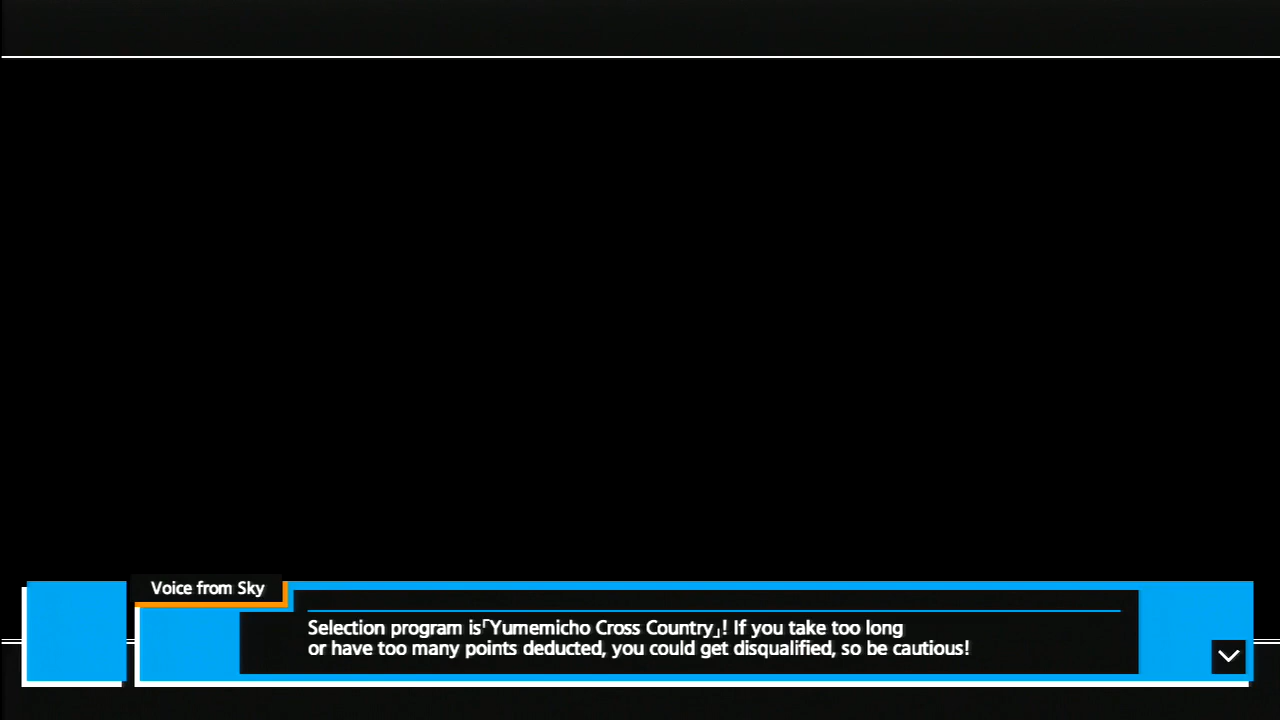 Voice from Sky
Selection program is「Yumemicho Cross Country」! If you take too long
or have too many points deducted, you could get disqualified, so be cautious!